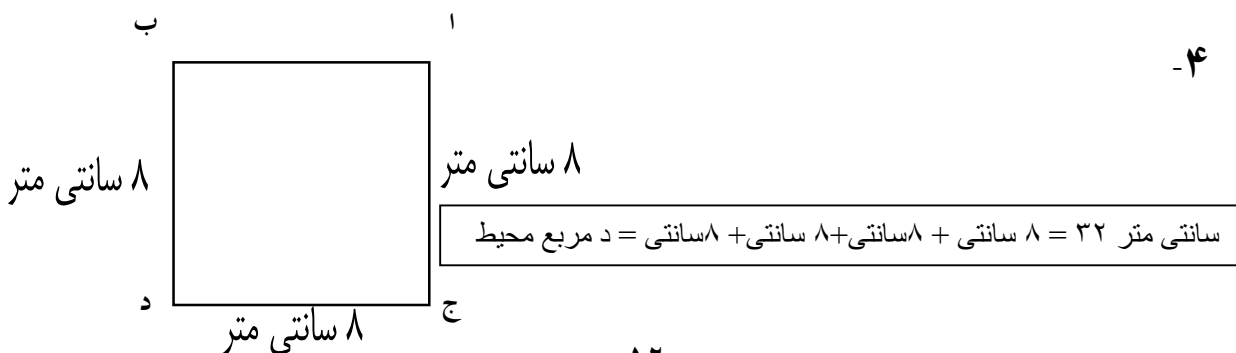 ا ب
۴-
۸ سانتی متر
۸ سانتی متر
سانتی متر ۳۲ = ۸ سانتی + ۸سانتی+۸ سانتی+ ۸سانتی = د مربع محیط
ج د
۸ سانتی متر